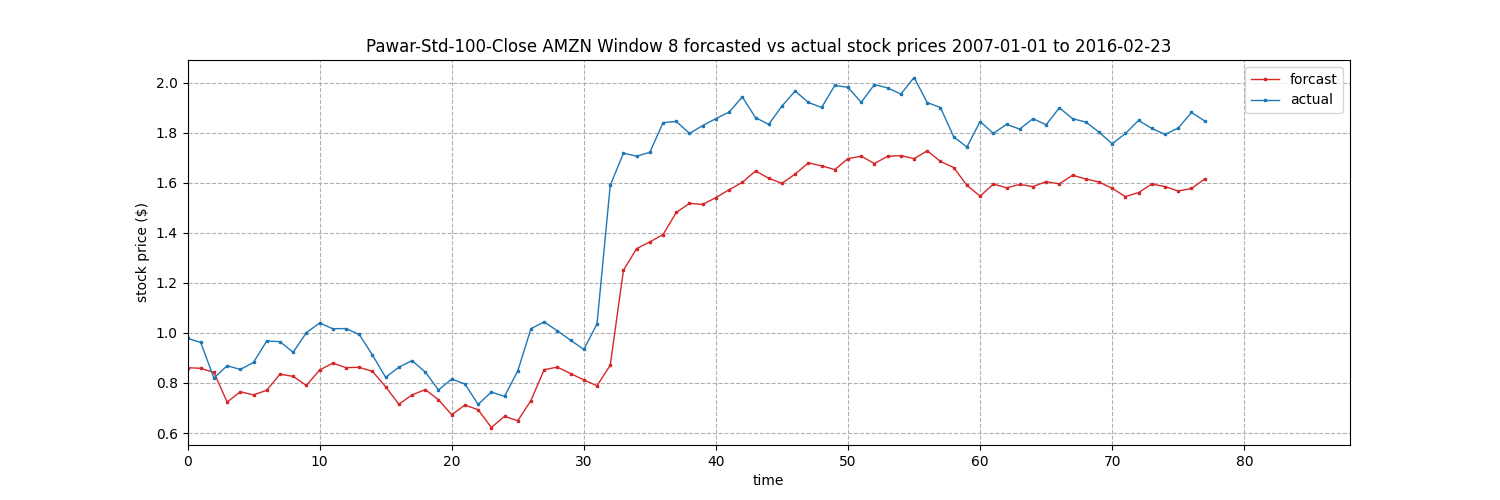 Pawar-Std-100-Close AMZN Window 8 forcasted vs actual stock prices 2007-01-01 to 2016-02-23
forcast
actual
stock price ($)
2.0
1.8
1.6
1.4
1.2
1.0
0.8
0.6
0 10 20 30 40 50 60 70 80
time